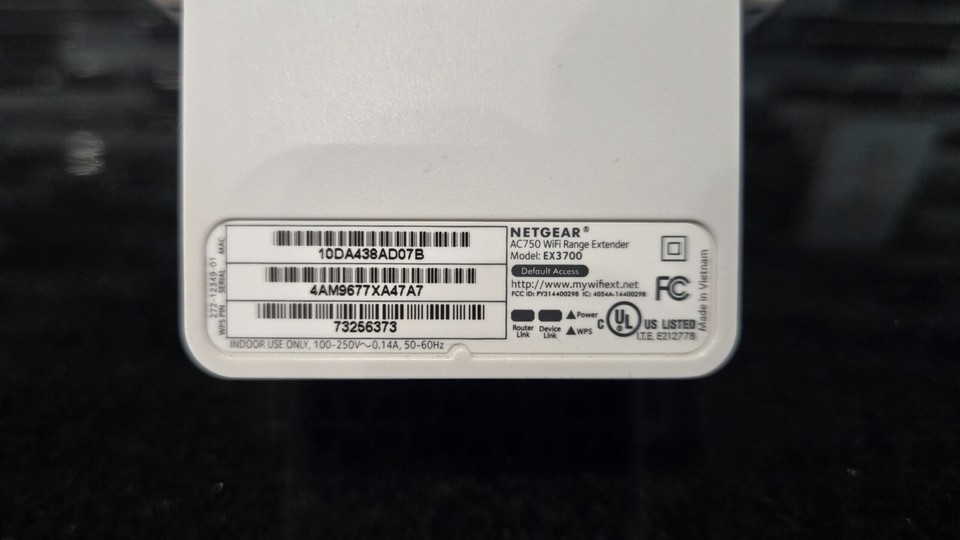 MAC
10DA438AD07B
SERIAL
4AM9677XA47A7
WPS PIN
73256373
272-12349-01
INDOOR USE ONLY, 100-250V～0.14A, 50-60Hz
NETGEAR®
AC750 WiFi Range Extender
Model: EX3700
Default Access
http://www.mywifiext.net
FCC ID: PY314400298 IC: 4054A-14400298
Router Link
Device Link
▲Power
▲WPS
FC
C UL US LISTED
I.T.E. E212778
Made in Vietnam